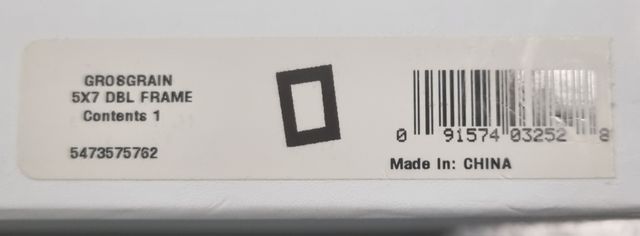 GROSGRAIN
5X7 DBL FRAME
Contents 1
5473575762
0 91574 03252 8
Made In: CHINA